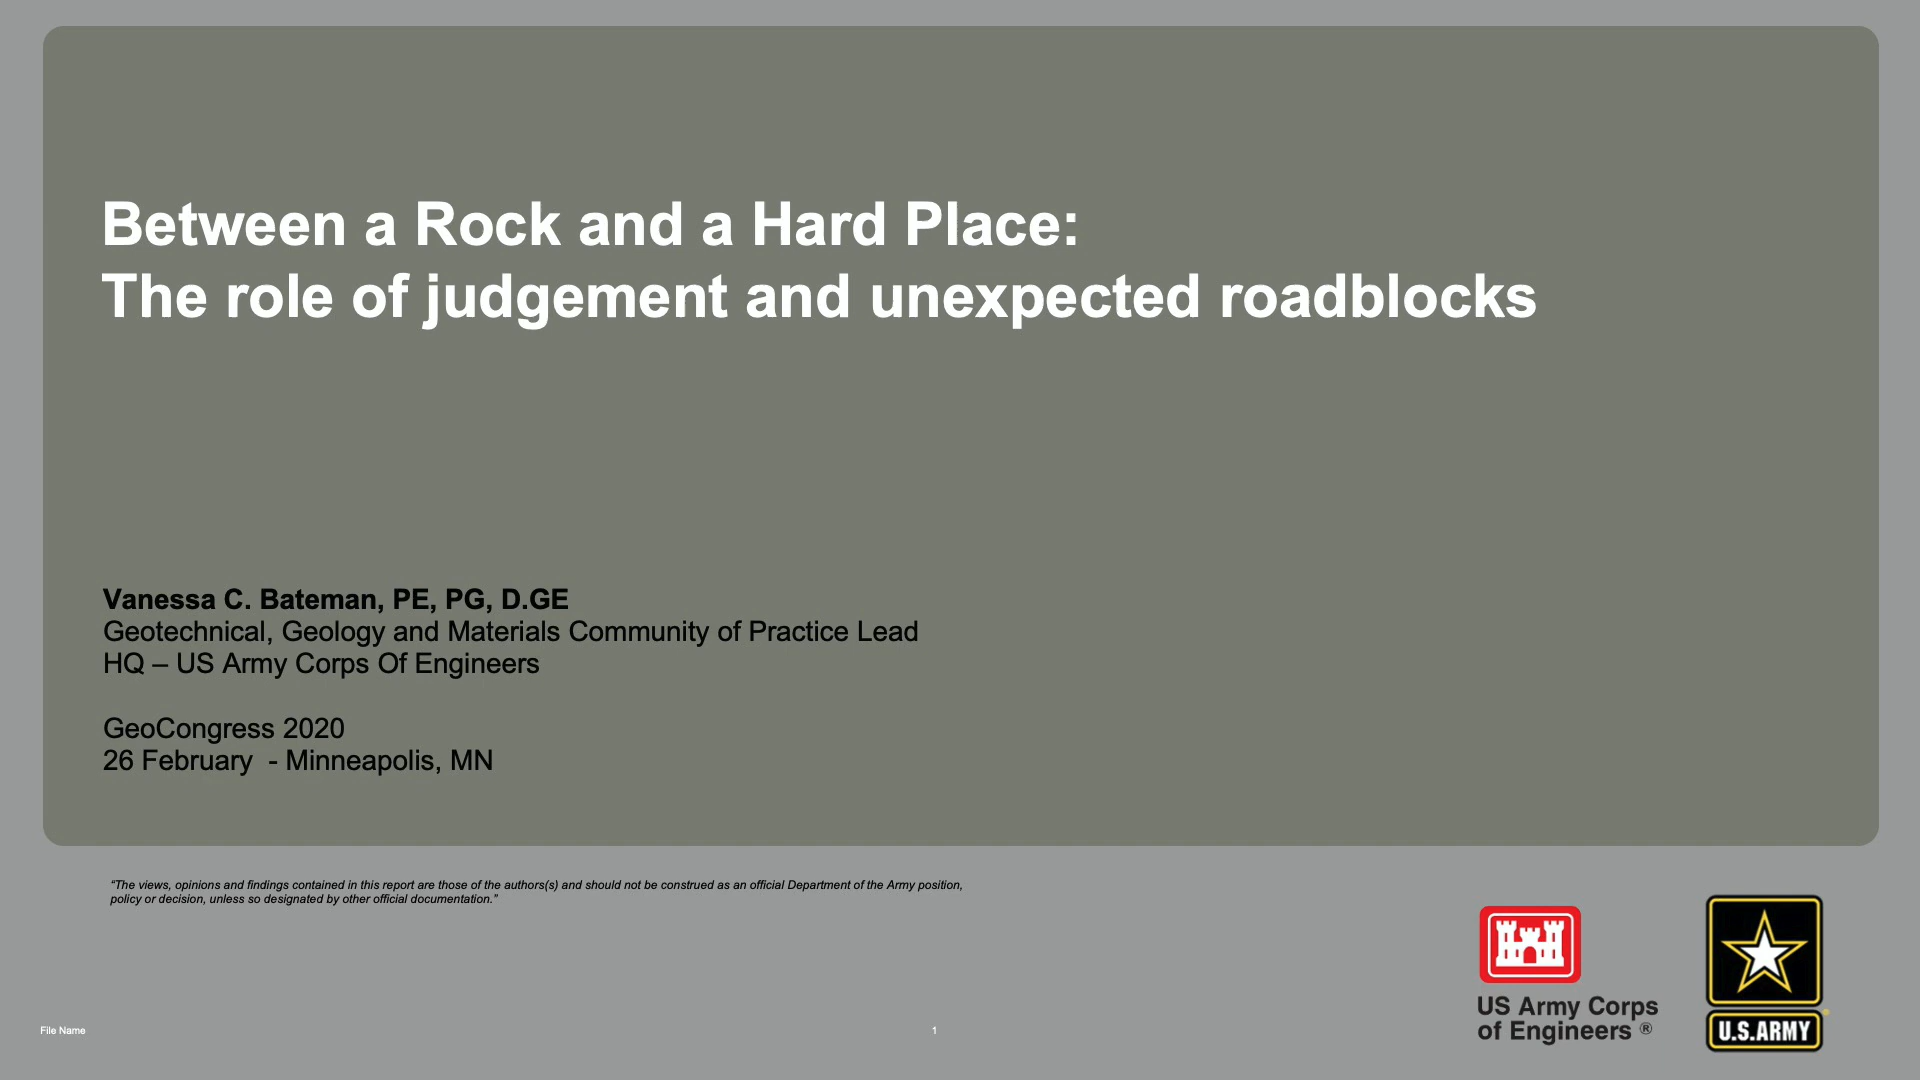 Between a Rock and a Hard Place:
The role of judgement and unexpected roadblocks
Vanessa C. Bateman, PE, PG, D.GE
Geotechnical, Geology and Materials Community of Practice Lead
HQ – US Army Corps Of Engineers
GeoCongress 2020
26 February  - Minneapolis, MN
“The views, opinions and findings contained in this report are those of the authors(s) and should not be construed as an official Department of the Army position,
policy or decision, unless so designated by other official documentation.”
US Army Corps
of Engineers ®
U.S.ARMY
File Name
1